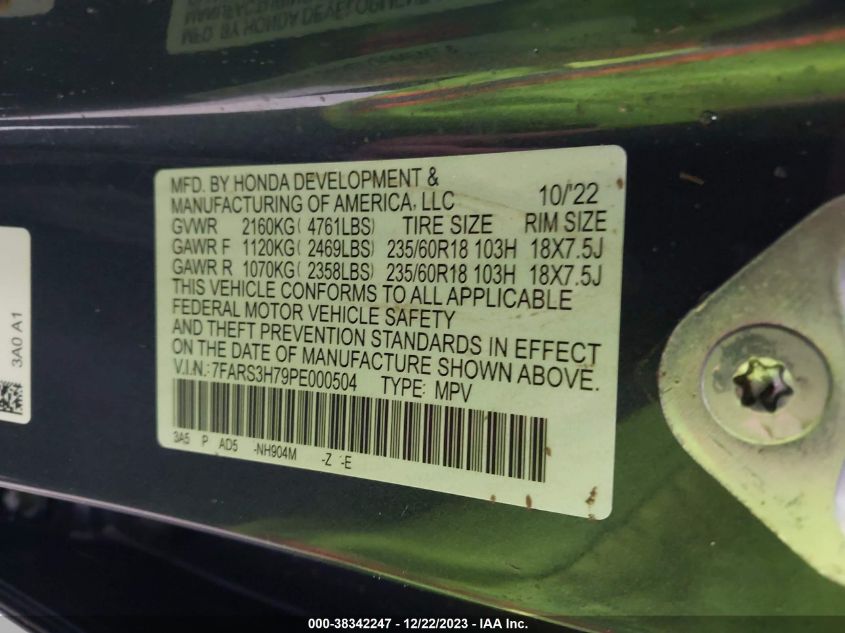 MFD. BY HONDA DEVELOPMENT &
MANUFACTURING OF AMERICA, LLC 10/'22
GVWR 2160KG( 4761LBS) TIRE SIZE RIM SIZE
GAWR F 1120KG( 2469LBS) 235/60R18 103H 18X7.5J
GAWR R 1070KG( 2358LBS) 235/60R18 103H 18X7.5J
THIS VEHICLE CONFORMS TO ALL APPLICABLE
FEDERAL MOTOR VEHICLE SAFETY
AND THEFT PREVENTION STANDARDS IN EFFECT
ON THE DATE OF MANUFACTURE SHOWN ABOVE.
V.I.N.:7FARS3H79PE000504 TYPE: MPV
3A5 P AD5 -NH904M -Z -E
3A0 A1
000-38342247 - 12/22/2023 - IAA Inc.